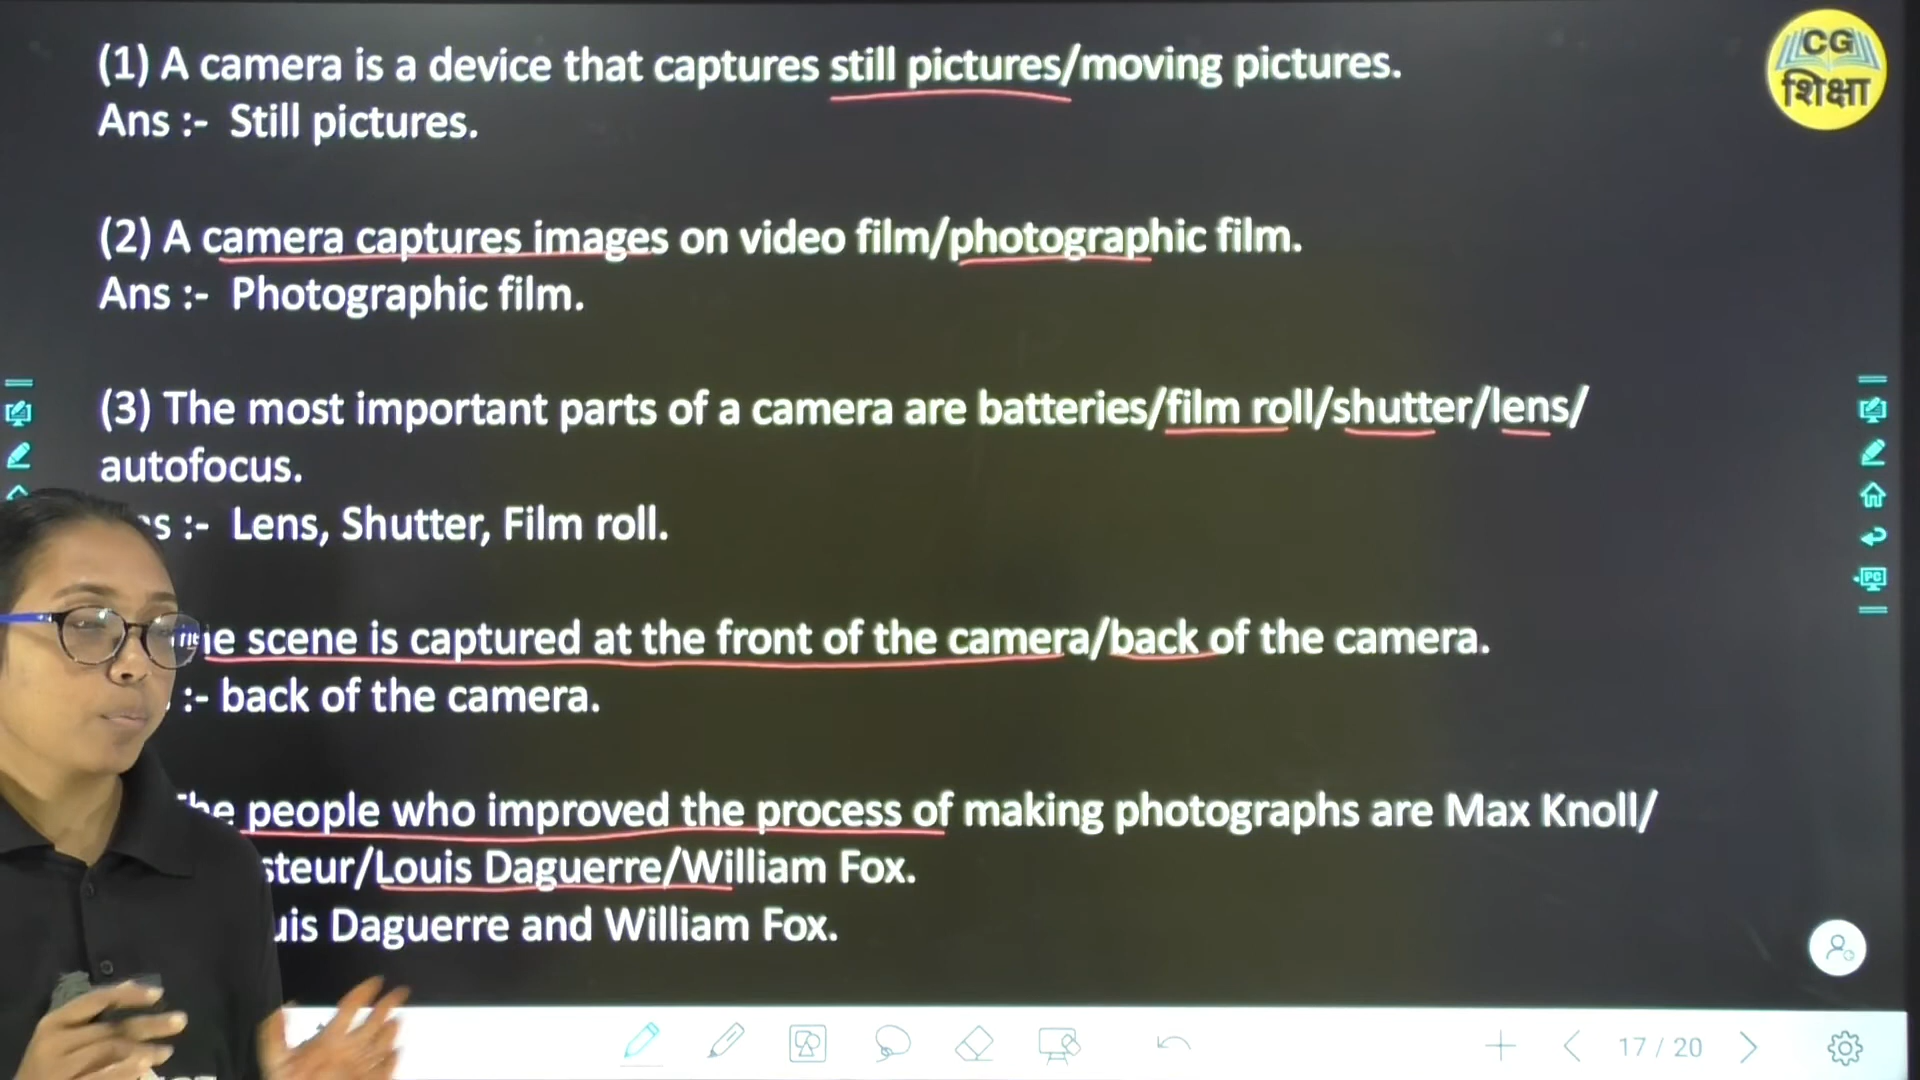 (1) A camera is a device that captures still pictures/moving pictures.
Ans :- Still pictures.
(2) A camera captures images on video film/photographic film.
Ans :- Photographic film.
(3) The most important parts of a camera are batteries/film roll/shutter/lens/
autofocus.
:- Lens, Shutter, Film roll.
scene is captured at the front of the camera/back of the camera.
:- back of the camera.
people who improved the process of making photographs are Max Knoll/
/Louis Daguerre/William Fox.
Daguerre and William Fox.
CG
शिक्षा
PC
17 / 20